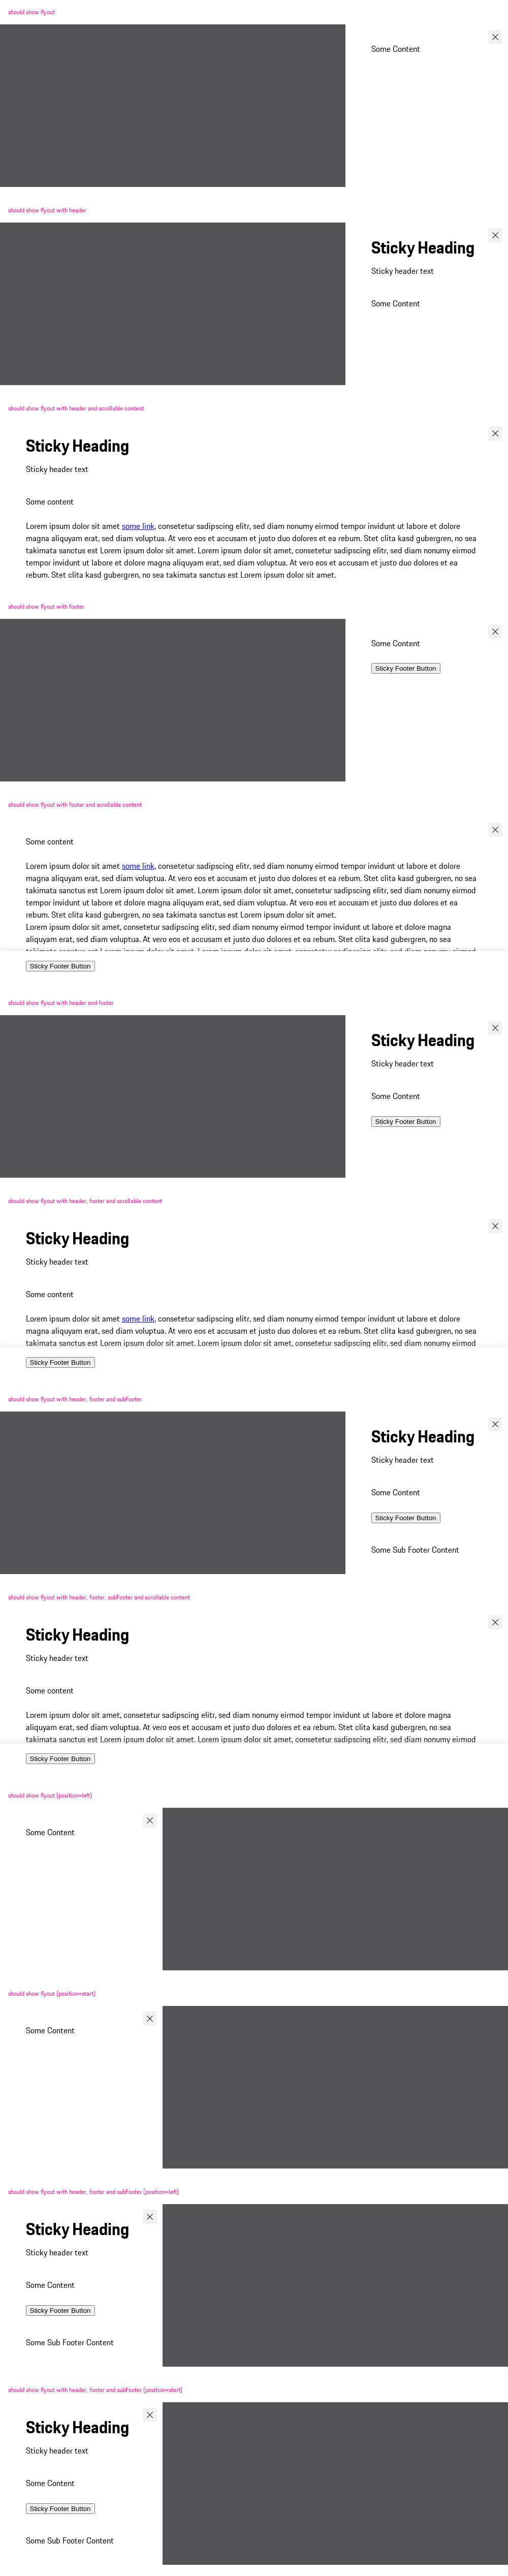 should show flyout
Some Content
should show flyout with header
Sticky Heading
Sticky header text
Some Content
should show flyout with header and scrollable content
Sticky Heading
Sticky header text
Some content
Lorem ipsum dolor sit amet some link, consetetur sadipscing elitr, sed diam nonumy eirmod tempor invidunt ut labore et dolore
magna aliquyam erat, sed diam voluptua. At vero eos et accusam et justo duo dolores et ea rebum. Stet clita kasd gubergren, no sea
takimata sanctus est Lorem ipsum dolor sit amet. Lorem ipsum dolor sit amet, consetetur sadipscing elitr, sed diam nonumy eirmod
tempor invidunt ut labore et dolore magna aliquyam erat, sed diam voluptua. At vero eos et accusam et justo duo dolores et ea
rebum. Stet clita kasd gubergren, no sea takimata sanctus est Lorem ipsum dolor sit amet.
should show flyout with footer
Some Content
Sticky Footer Button
should show flyout with footer and scrollable content
Some content
Lorem ipsum dolor sit amet some link, consetetur sadipscing elitr, sed diam nonumy eirmod tempor invidunt ut labore et dolore
magna aliquyam erat, sed diam voluptua. At vero eos et accusam et justo duo dolores et ea rebum. Stet clita kasd gubergren, no sea
takimata sanctus est Lorem ipsum dolor sit amet. Lorem ipsum dolor sit amet, consetetur sadipscing elitr, sed diam nonumy eirmod
tempor invidunt ut labore et dolore magna aliquyam erat, sed diam voluptua. At vero eos et accusam et justo duo dolores et ea
rebum. Stet clita kasd gubergren, no sea takimata sanctus est Lorem ipsum dolor sit amet.
Lorem ipsum dolor sit amet, consetetur sadipscing elitr, sed diam nonumy eirmod tempor invidunt ut labore et dolore magna
aliquyam erat, sed diam voluptua. At vero eos et accusam et justo duo dolores et ea rebum. Stet clita kasd gubergren, no sea
takimata sanctus est Lorem ipsum dolor sit amet. Lorem ipsum dolor sit amet, consetetur sadipscing elitr, sed diam nonumy eirmod
Sticky Footer Button
should show flyout with header and footer
Sticky Heading
Sticky header text
Some Content
Sticky Footer Button
should show flyout with header, footer and scrollable content
Sticky Heading
Sticky header text
Some content
Lorem ipsum dolor sit amet some link, consetetur sadipscing elitr, sed diam nonumy eirmod tempor invidunt ut labore et dolore
magna aliquyam erat, sed diam voluptua. At vero eos et accusam et justo duo dolores et ea rebum. Stet clita kasd gubergren, no sea
takimata sanctus est Lorem ipsum dolor sit amet. Lorem ipsum dolor sit amet, consetetur sadipscing elitr, sed diam nonumy eirmod
Sticky Footer Button
should show flyout with header, footer and subFooter
Sticky Heading
Sticky header text
Some Content
Sticky Footer Button
Some Sub Footer Content
should show flyout with header, footer, subFooter and scrollable content
Sticky Heading
Sticky header text
Some content
Lorem ipsum dolor sit amet, consetetur sadipscing elitr, sed diam nonumy eirmod tempor invidunt ut labore et dolore magna
aliquyam erat, sed diam voluptua. At vero eos et accusam et justo duo dolores et ea rebum. Stet clita kasd gubergren, no sea
takimata sanctus est Lorem ipsum dolor sit amet. Lorem ipsum dolor sit amet, consetetur sadipscing elitr, sed diam nonumy eirmod
Sticky Footer Button
should show flyout (position=left)
Some Content
should show flyout (position=start)
Some Content
should show flyout with header, footer and subFooter (position=left)
Sticky Heading
Sticky header text
Some Content
Sticky Footer Button
Some Sub Footer Content
should show flyout with header, footer and subFooter (position=start)
Sticky Heading
Sticky header text
Some Content
Sticky Footer Button
Some Sub Footer Content